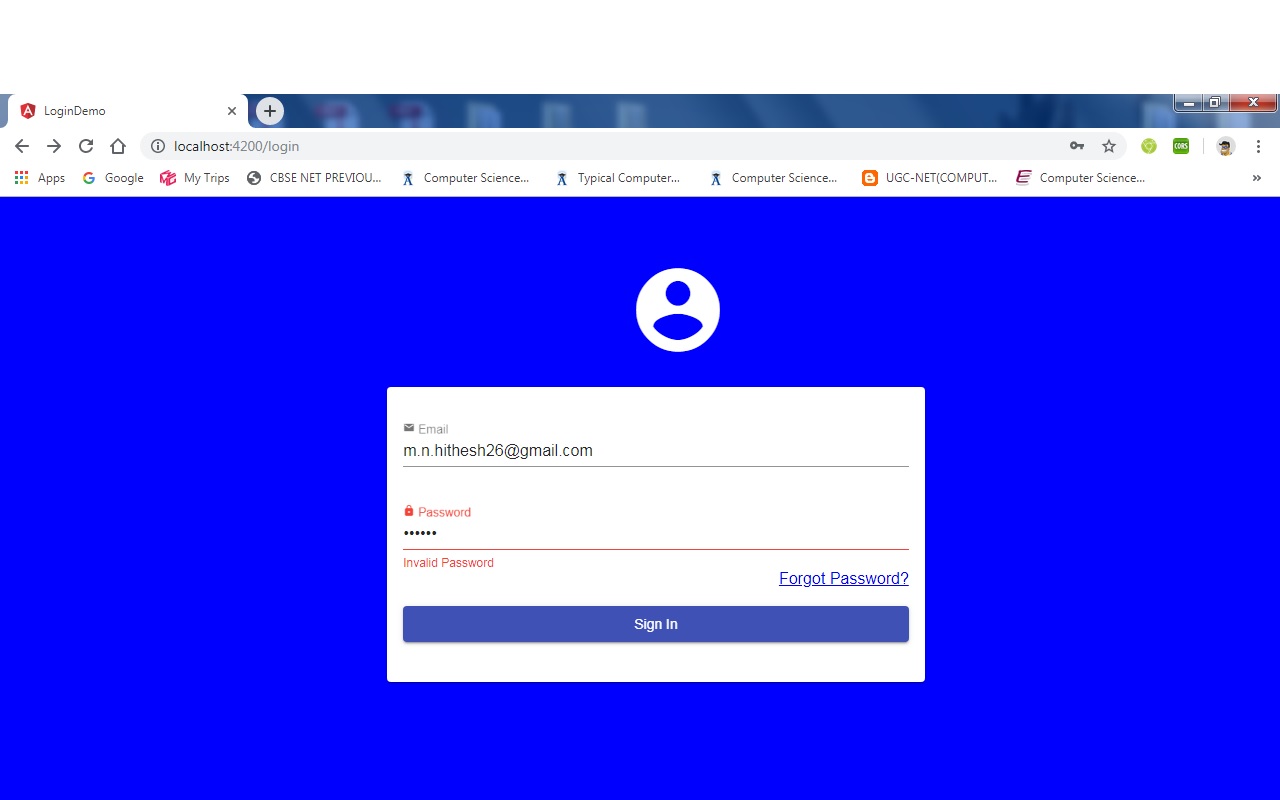 LoginDemo
localhost:4200/login
Apps Google My Trips CBSE NET PREVIOU... Computer Science... Typical Computer... Computer Science... UGC-NET(COMPUT... Computer Science... »
CORS
Email
m.n.hithesh26@gmail.com
Password
••••••
Invalid Password
Forgot Password?
Sign In